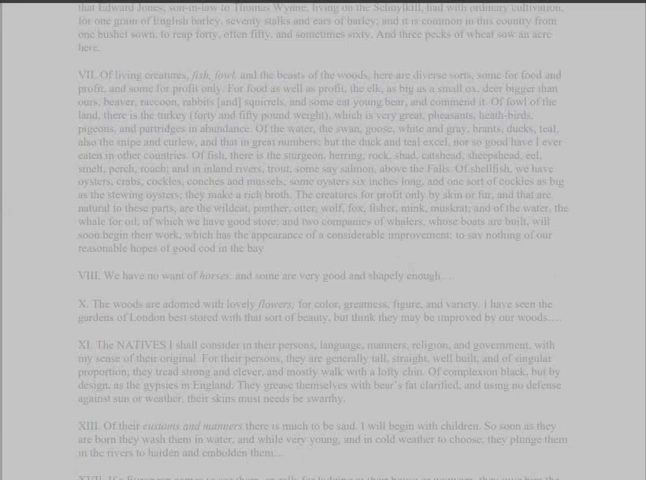 that Edward Jones, son-in-law to Thomas Wynne, living on the Schuylkill, had with ordinary cultivation,
for one grain of English barley, seventy stalks and ears of barley; and it is common in this country from
one bushel sown, to reap forty, often fifty, and sometimes sixty. And three pecks of wheat sow an acre
here.
VII. Of living creatures, fish, fowl, and the beasts of the woods, here are diverse sorts, some for food and
profit, and some for profit only. For food as well as profit, the elk, as big as a small ox, deer bigger than
ours, beaver, raccoon, rabbits [and] squirrels, and some eat young bear, and commend it. Of fowl of the
land, there is the turkey (forty and fifty pound weight), which is very great, pheasants, heath-birds,
pigeons, and partridges in abundance. Of the water, the swan, goose, white and gray, brants, ducks, teal,
also the snipe and curlew, and that in great numbers; but the duck and teal excel, nor so good have I ever
eaten in other countries. Of fish, there is the sturgeon, herring, rock, shad, catshead, sheepshead, eel,
smelt, perch, roach; and in inland rivers, trout, some say salmon, above the Falls. Of shellfish, we have
oysters, crabs, cockles, conches and mussels, some oysters six inches long, and one sort of cockles as big
as the stewing oysters; they make a rich broth. The creatures for profit only by skin or fur, and that are
natural to these parts, are the wildcat, panther, otter, wolf, fox, fisher, mink, muskrat; and of the water, the
whale for oil, of which we have good store; and two companies of whalers, whose boats are built, will
soon begin their work, which has the appearance of a considerable improvement; to say nothing of our
reasonable hopes of good cod in the bay
VIII. We have no want of horses, and some are very good and shapely enough....
X. The woods are adorned with lovely flowers, for color, greatness, figure, and variety. I have seen the
gardens of London best stored with that sort of beauty, but think they may be improved by our woods....
XI. The NATIVES I shall consider in their persons, language, manners, religion, and government, with
my sense of their original. For their persons, they are generally tall, straight, well built, and of singular
proportion; they tread strong and clever, and mostly walk with a lofty chin. Of complexion black, but by
design, as the gypsies in England. They grease themselves with bear's fat clarified, and using no defense
against sun or weather, their skins must needs be swarthy.
XIII. Of their customs and manners there is much to be said. I will begin with children. So soon as they
are born they wash them in water, and while very young, and in cold weather to choose, they plunge them
in the rivers to harden and embolden them...